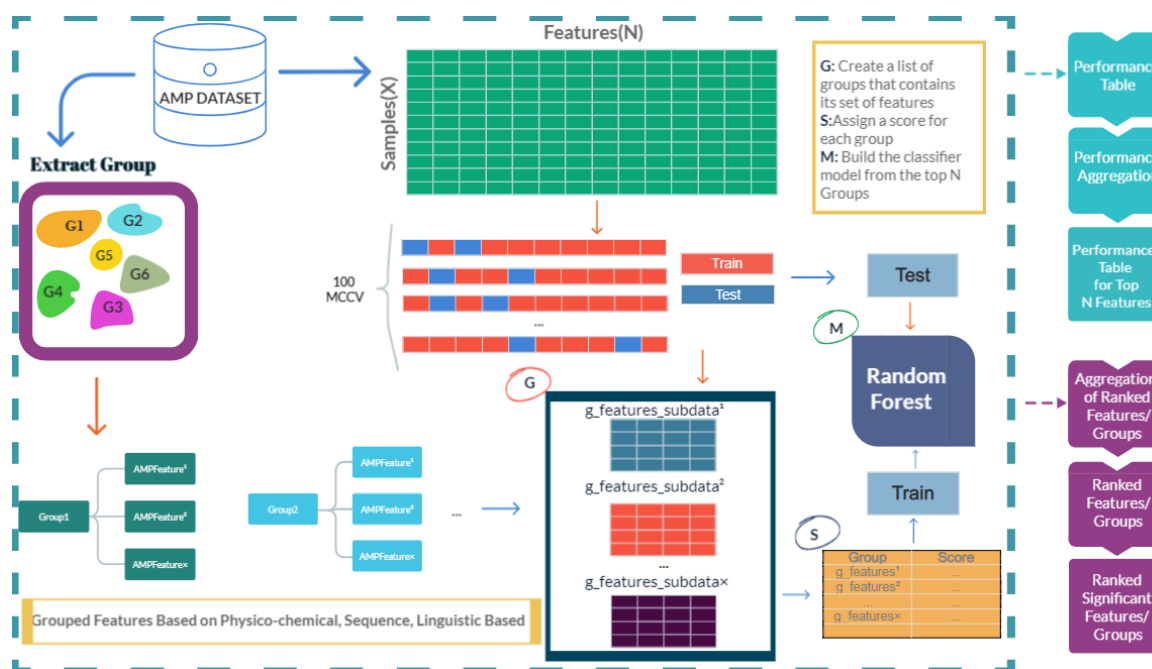 Features(N)
Samples(X)
AMP DATASET
Extract Group
G1
G2
G5
G6
G4
G3
G: Create a list of
groups that contains
its set of features
S:Assign a score for
each group
M: Build the classifier
model from the top N
Groups
100
MCCV
...
Train
Test
Test
M
Random
Forest
Train
G
g_features_subdata¹
g_features_subdata²
...
g_features_subdata×
S
Group Score
g_features¹ ...
g_features² ...
... ...
g_features× ...
Group1
AMPFeature¹
AMPFeature²
AMPFeature×
Group2
AMPFeature¹
AMPFeature²
AMPFeature×
...
Grouped Features Based on Physico-chemical, Sequence, Linguistic Based
Performanc
Table
Performanc
Aggregatio
Performance
Table
for Top
N Features
Aggregation
of Ranked
Features/
Groups
Ranked
Features/
Groups
Ranked
Significant
Features/
Groups